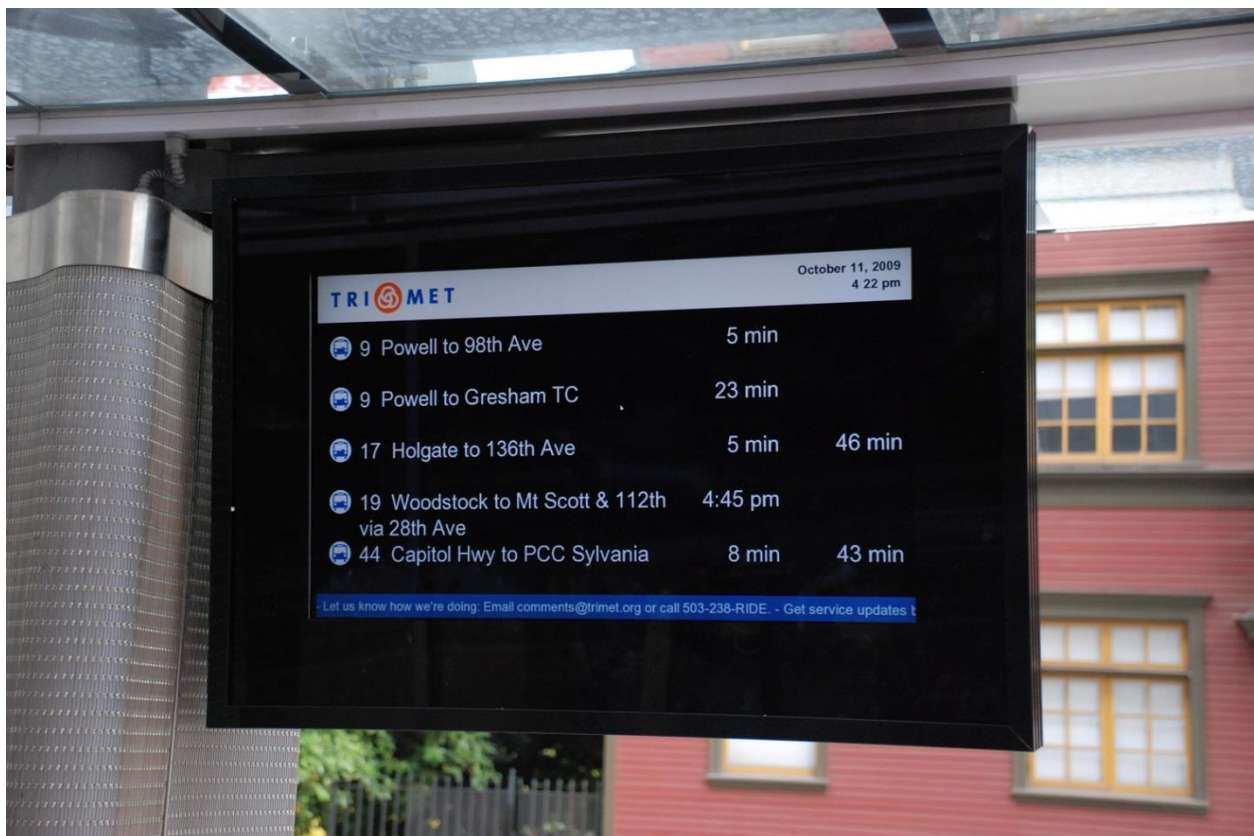 TRI MET
October 11, 2009
4 22 pm
9 Powell to 98th Ave 5 min
9 Powell to Gresham TC 23 min
17 Holgate to 136th Ave 5 min 46 min
19 Woodstock to Mt Scott & 112th 4:45 pm
via 28th Ave
44 Capitol Hwy to PCC Sylvania 8 min 43 min
- Let us know how we're doing: Email comments@trimet.org or call 503-238-RIDE. - Get service updates